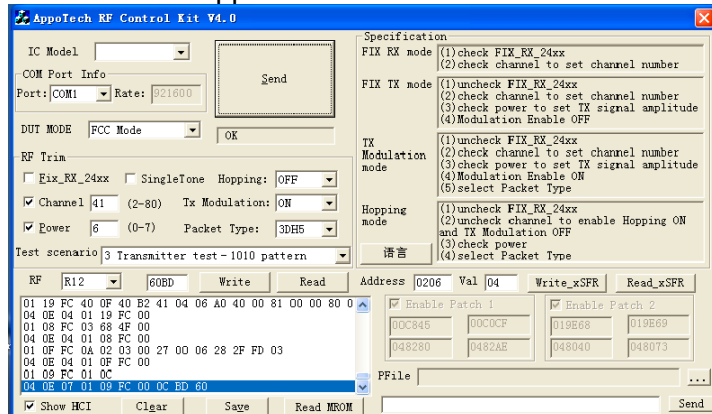 AppoTech RF Control Kit V4.0
IC Model
Send
COM Port Info
Port: COM1 Rate: 921600
DUT MODE FCC Mode
OK
RF Trim
Fix_RX_24xx SingleTone Hopping: OFF
Channel 41 (2-80) Tx Modulation: ON
Power 6 (0-7) Packet Type: 3DH5
Test scenario 3 Transmitter test-1010 pattern
Specification
FIX RX mode
(1)check FIX_RX_24xx
(2)check channel to set channel number
FIX TX mode
(1)uncheck FIX_RX_24xx
(2)check channel to set channel number
(3)check power to set TX signal amplitude
(4)Modulation Enable OFF
TX Modulation mode
(1)uncheck FIX_RX_24xx
(2)check channel to set channel number
(3)check power to set TX signal amplitude
(4)Modulation Enable ON
(5)select Packet Type
Hopping mode
(1)uncheck FIX_RX_24xx
(2)uncheck channel to enable Hopping ON
and TX Modulation OFF
(3)check power
(4)select Packet Type
语言
RF R12 60BD Write Read
Address 0206 Val 04 Write_xSFR Read_xSFR
01 19 FC 40 0F 40 B2 41 04 06 A0 40 00 81 00 00 80 0
04 0E 04 01 19 FC 00
01 08 FC 03 68 4F 00
04 0E 04 01 08 FC 00
01 0F FC 0A 02 03 00 27 00 06 28 2F FD 03
04 0E 04 01 0F FC 00
01 09 FC 01 0C
04 0E 07 01 09 FC 00 0C BD 60
Enable Patch 1
00C845 00C0CF
048280 0482AE
Enable Patch 2
019E68 019E69
048040 048073
PFile ...
Show HCI Clear Save Read MROM
Send